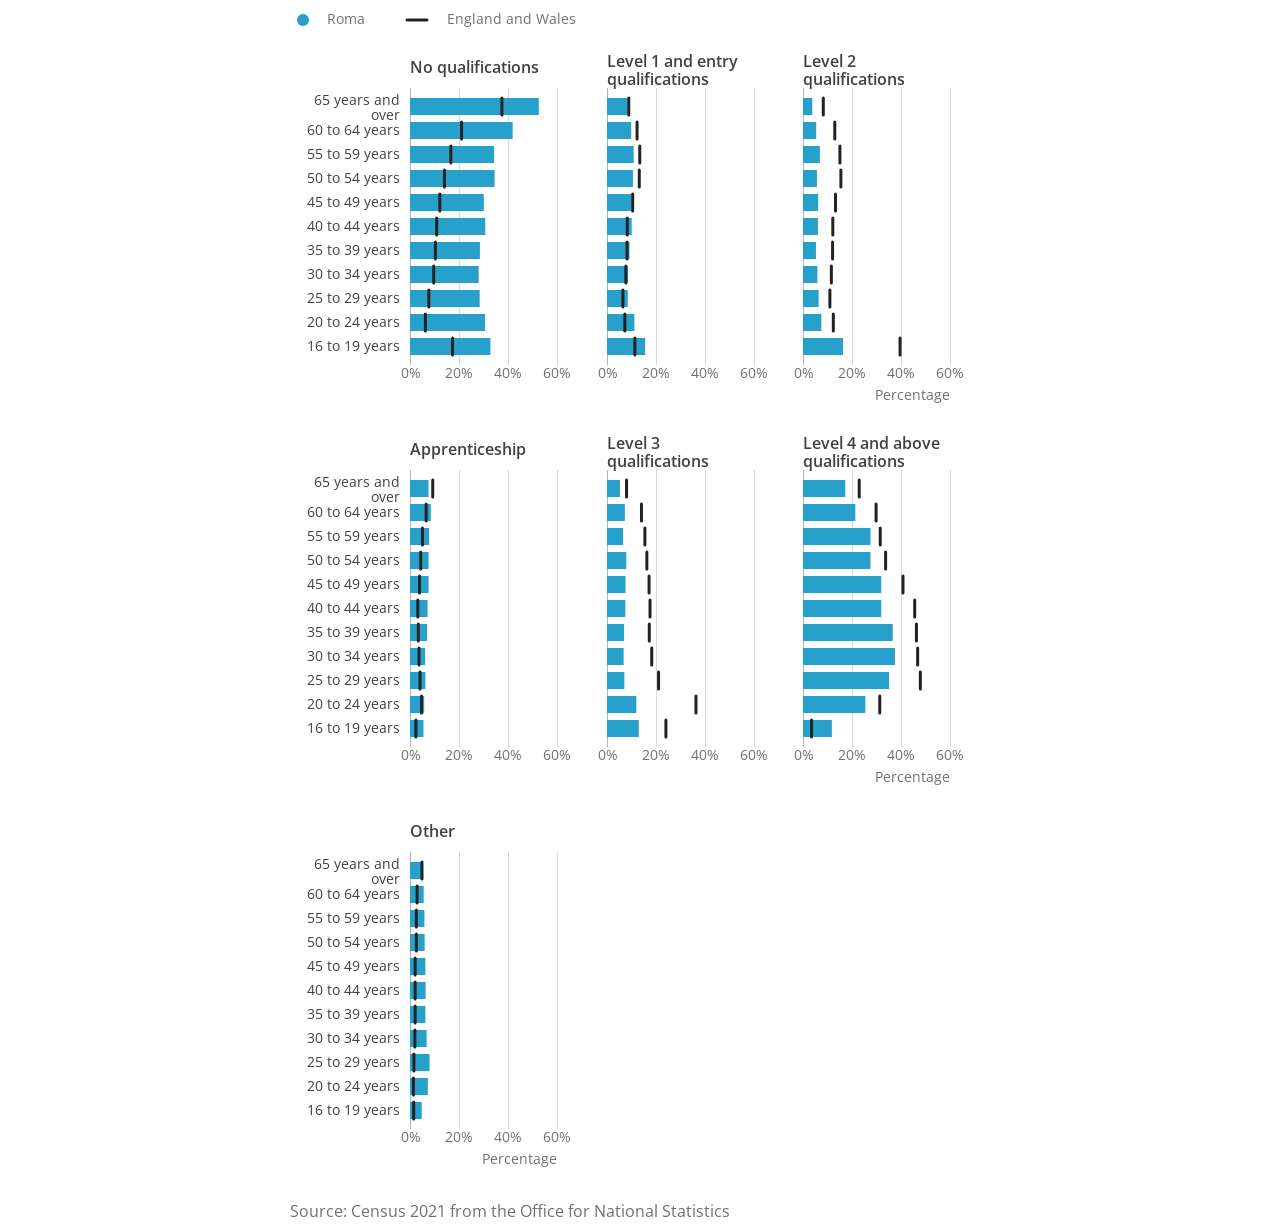 Roma England and Wales
No qualifications
Level 1 and entry
qualifications
Level 2
qualifications
65 years and
over
60 to 64 years
55 to 59 years
50 to 54 years
45 to 49 years
40 to 44 years
35 to 39 years
30 to 34 years
25 to 29 years
20 to 24 years
16 to 19 years
0% 20% 40% 60% 0% 20% 40% 60% 0% 20% 40% 60%
Percentage
Apprenticeship
Level 3
qualifications
Level 4 and above
qualifications
65 years and
over
60 to 64 years
55 to 59 years
50 to 54 years
45 to 49 years
40 to 44 years
35 to 39 years
30 to 34 years
25 to 29 years
20 to 24 years
16 to 19 years
0% 20% 40% 60% 0% 20% 40% 60% 0% 20% 40% 60%
Percentage
Other
65 years and
over
60 to 64 years
55 to 59 years
50 to 54 years
45 to 49 years
40 to 44 years
35 to 39 years
30 to 34 years
25 to 29 years
20 to 24 years
16 to 19 years
0% 20% 40% 60%
Percentage
Source: Census 2021 from the Office for National Statistics